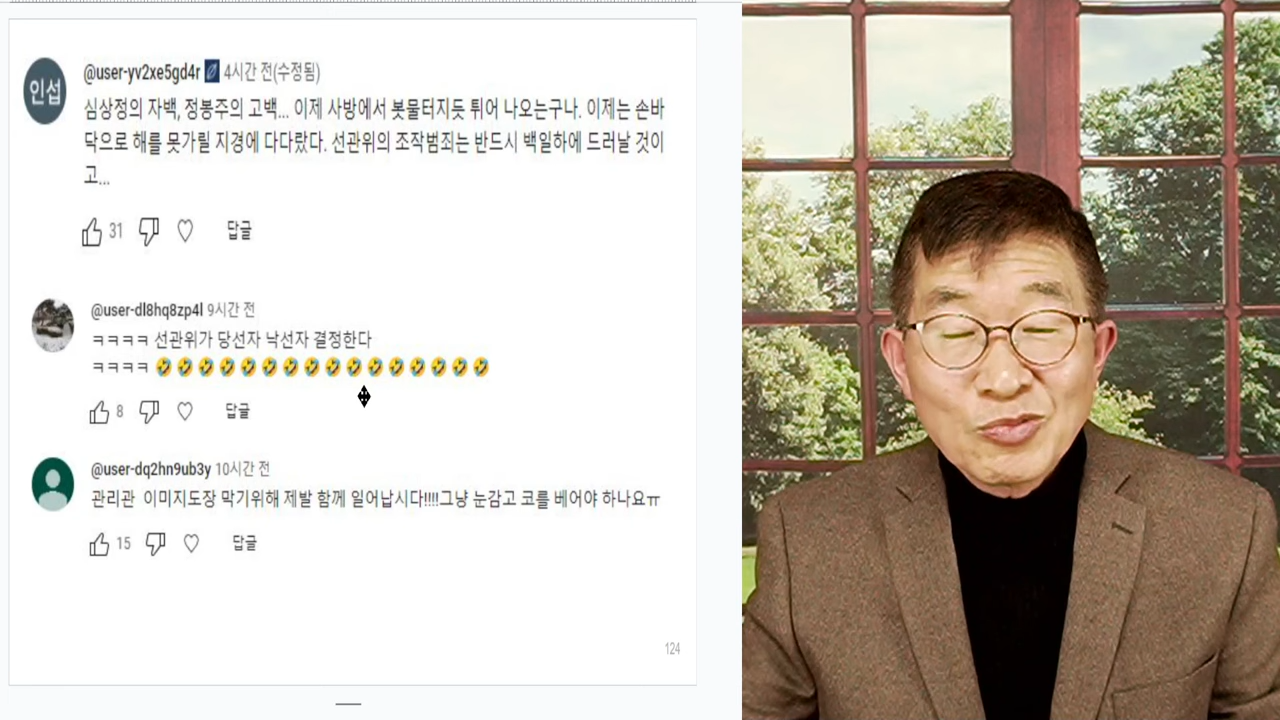 인섭
@user-yv2xe5gd4r 4시간 전(수정됨)
심상정의 자백, 정봉주의 고백... 이제 사방에서 봇물터지듯 튀어 나오는구나. 이제는 손바
닥으로 해를 못가릴 지경에 다다랐다. 선관위의 조작범죄는 반드시 백일하에 드러날 것이
고...
31 답글
@user-dl8hq8zp4l 9시간 전
ㅋㅋㅋㅋ 선관위가 당선자 낙선자 결정한다
ㅋㅋㅋㅋ 🤣🤣🤣🤣🤣🤣🤣🤣🤣🤣🤣🤣🤣🤣🤣🤣
8 답글
@user-dq2hn9ub3y 10시간 전
관리관 이미지도장 막기위해 제발 함께 일어납시다!!!!그냥 눈감고 코를 베어야 하나요ㅠ
15 답글
124